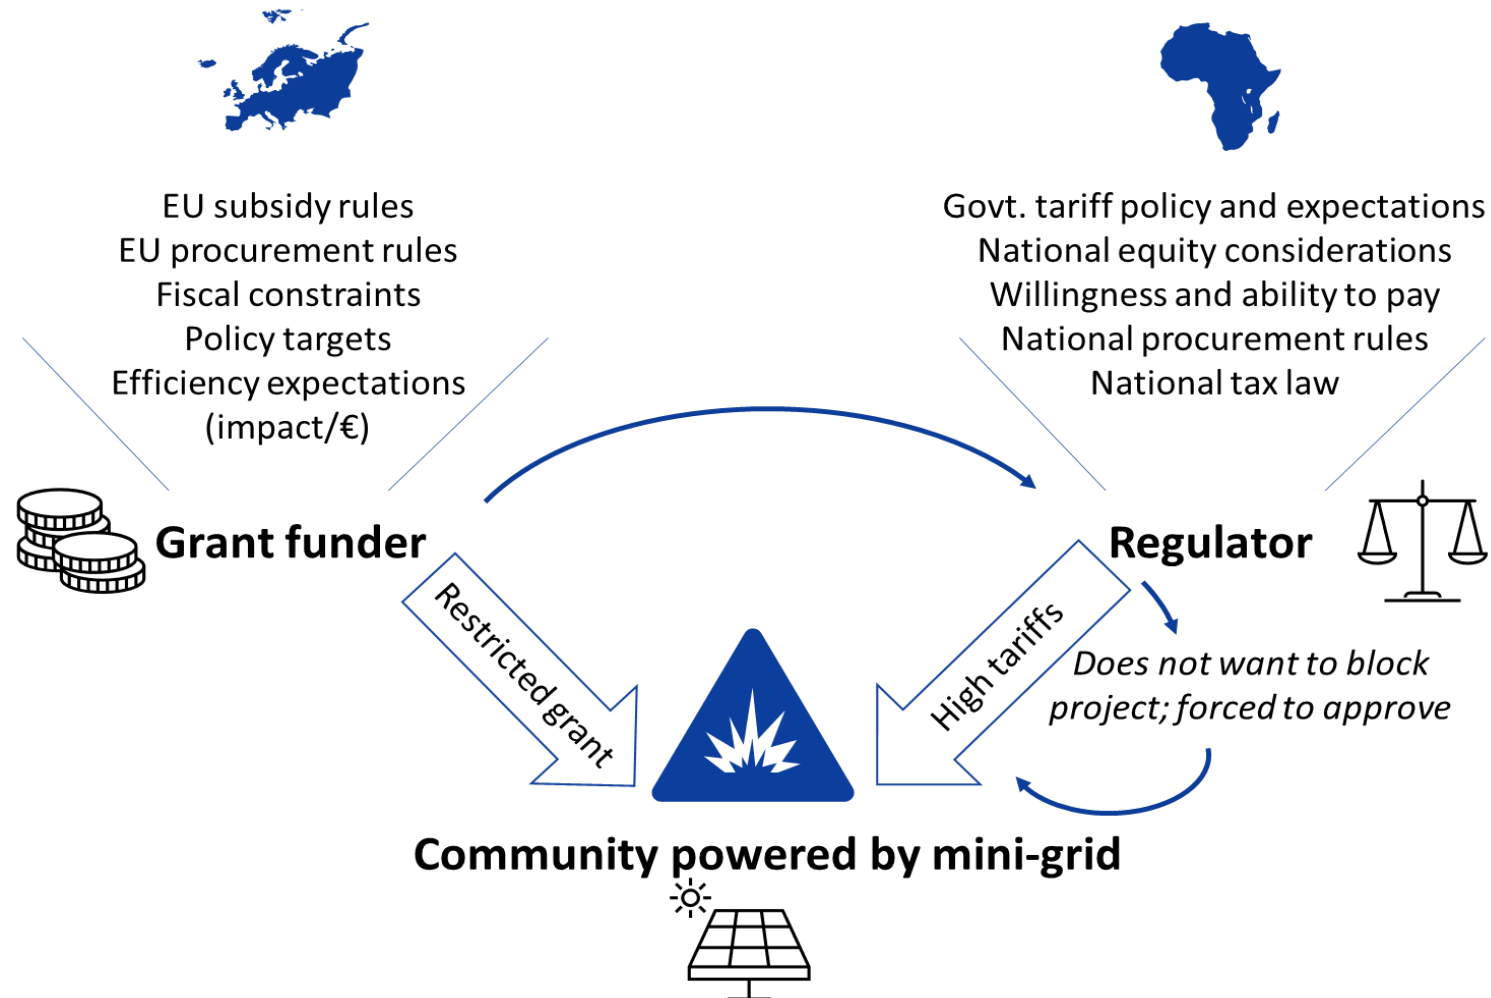 EU subsidy rules
EU procurement rules
Fiscal constraints
Policy targets
Efficiency expectations
(impact/€)
Govt. tariff policy and expectations
National equity considerations
Willingness and ability to pay
National procurement rules
National tax law
Grant funder
Regulator
Restricted grant
High tariffs
Does not want to block
project; forced to approve
Community powered by mini-grid